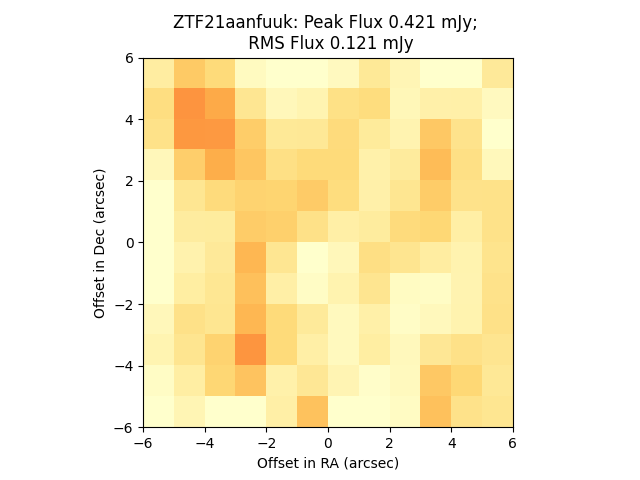 ZTF21aanfuuk: Peak Flux 0.421 mJy;
RMS Flux 0.121 mJy
6
4
2
0
−2
−4
−6
Offset in Dec (arcsec)
−6 −4 −2 0 2 4 6
Offset in RA (arcsec)